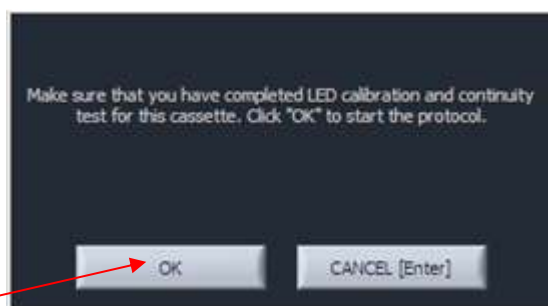 Make sure that you have completed LED calibration and continuity
test for this cassette. Click "OK" to start the protocol.
OK
CANCEL [Enter]